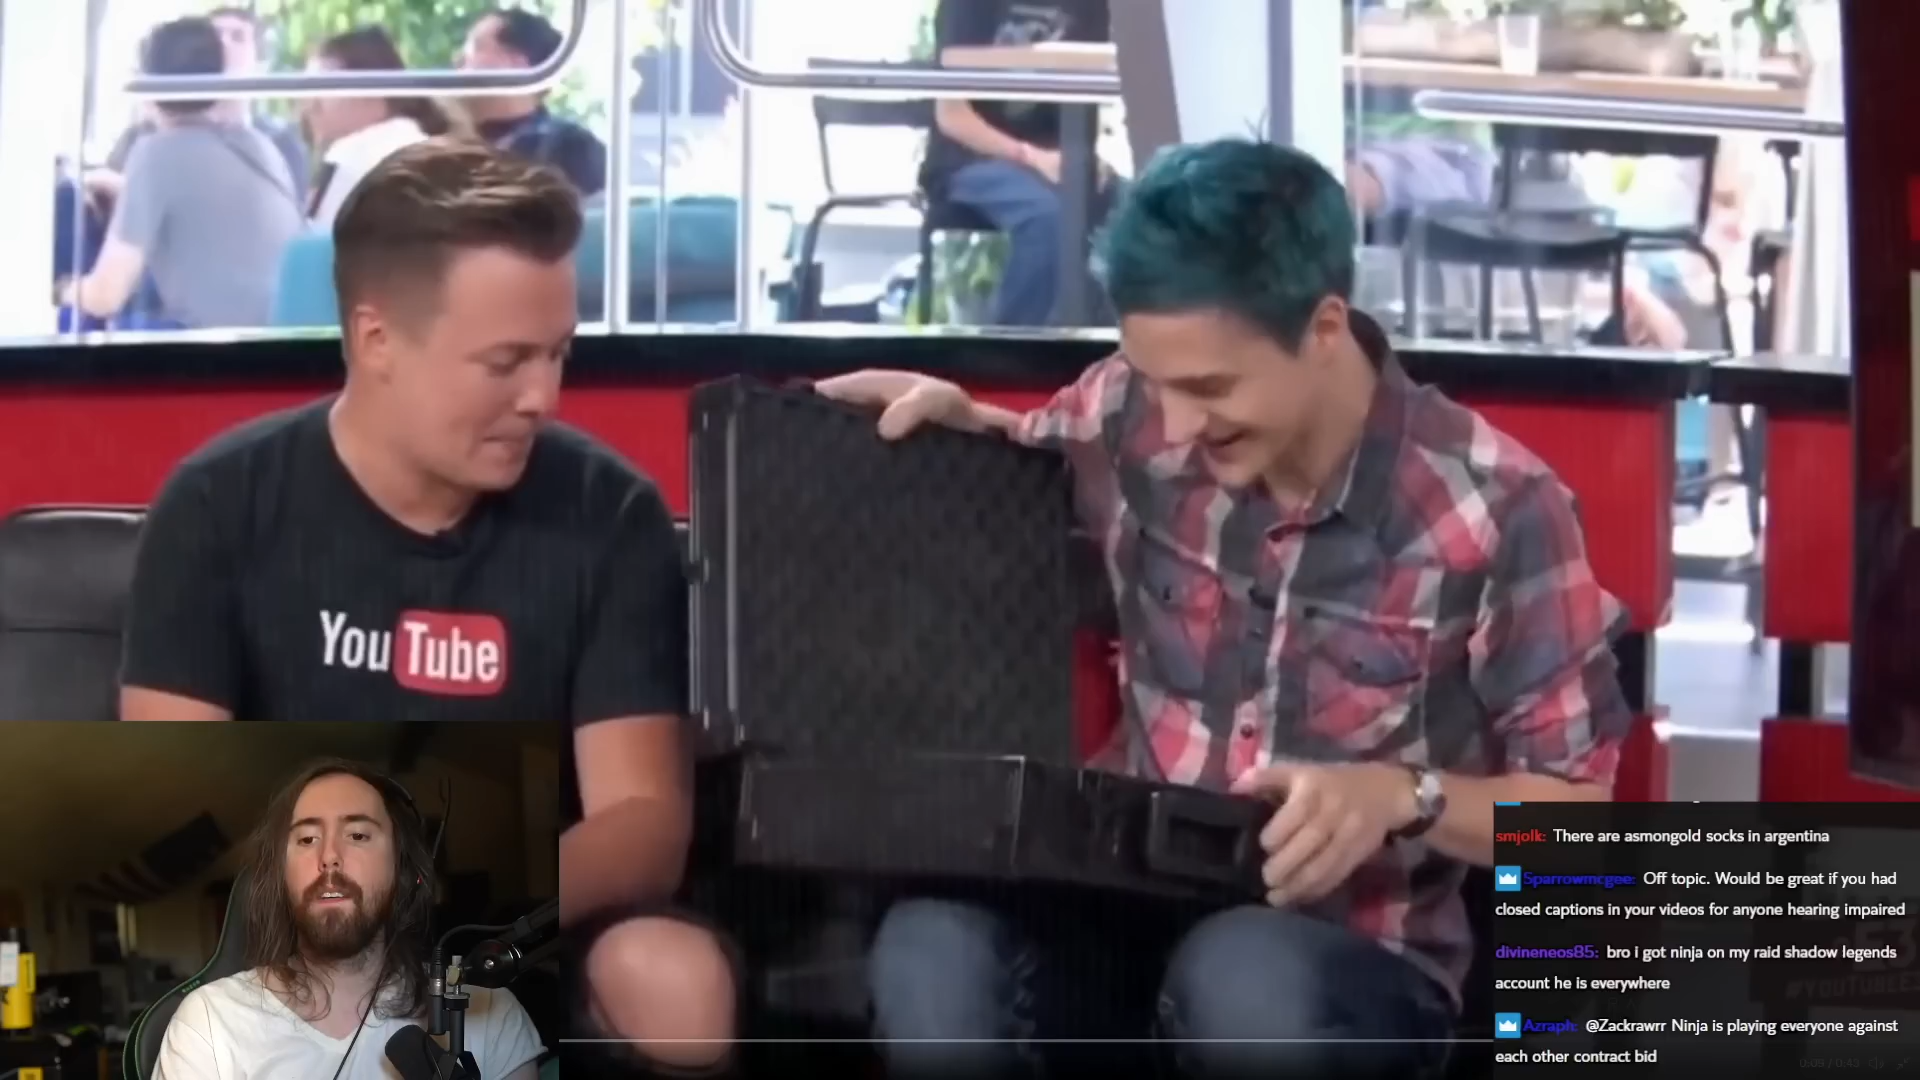 YouTube
smjolk: There are asmongold socks in argentina
Sparrowmcgee: Off topic. Would be great if you had
closed captions in your videos for anyone hearing impaired
divineneos85: bro i got ninja on my raid shadow legends
account he is everywhere
Azraph: @Zackrawrr Ninja is playing everyone against
each other contract bid